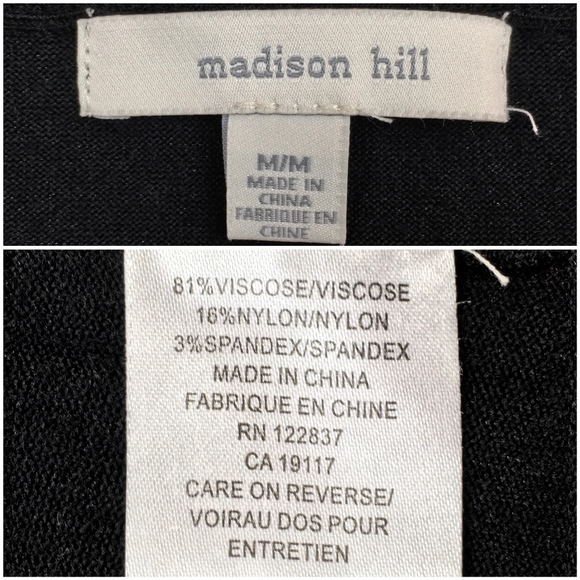 madison hill
M/M
MADE IN
CHINA
FABRIQUE EN
CHINE
81%VISCOSE/VISCOSE
16%NYLON/NYLON
3%SPANDEX/SPANDEX
MADE IN CHINA
FABRIQUE EN CHINE
RN 122837
CA 19117
CARE ON REVERSE/
VOIRAU DOS POUR
ENTRETIEN